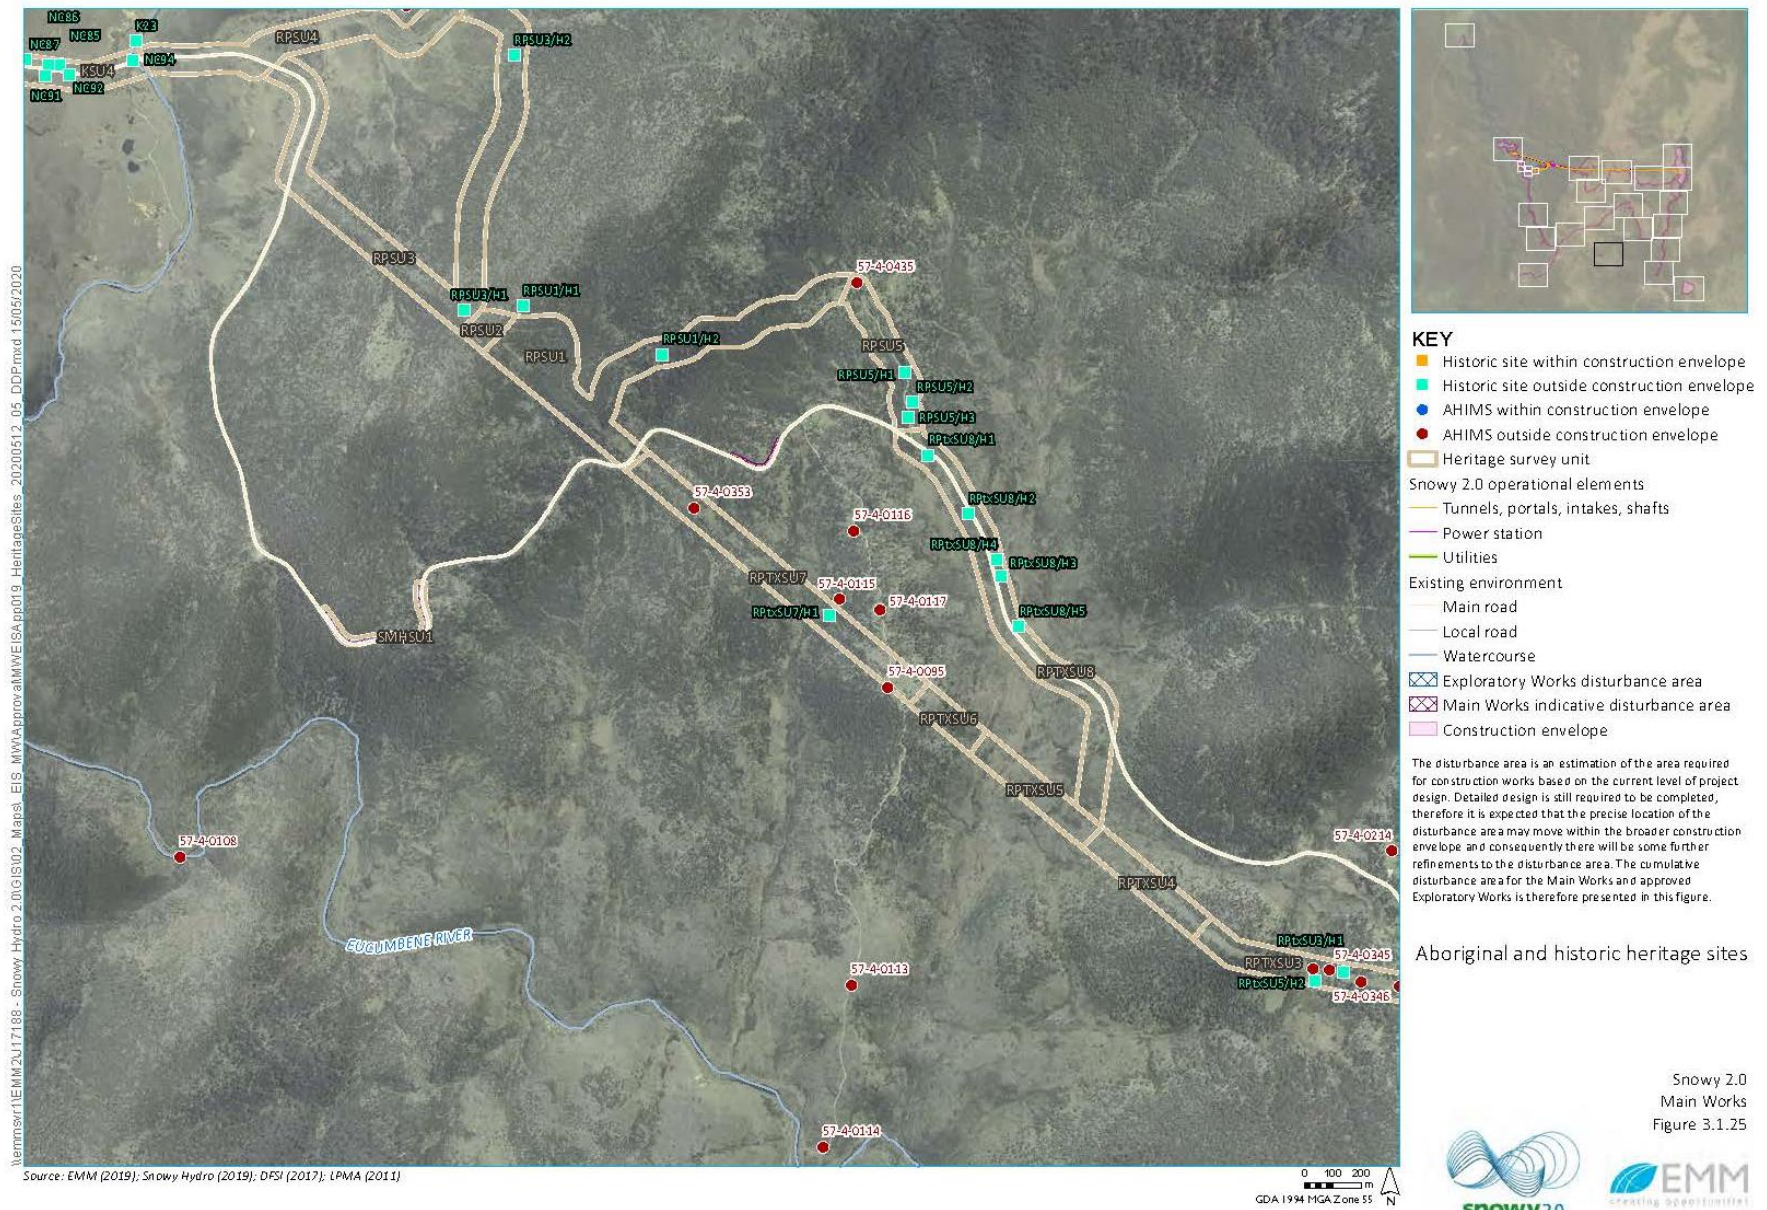 NC86
NC85
K23
NC87
KSU4
NC94
NC91
NC92
RPSU4
RPSU3/H2
RPSU3
57-4-0435
RPSU3/H1
RPSU1/H1
RPSU2
RPSU1
RPSU1/H2
RPSU5
RPSU5/H1
RPSU5/H2
RPSU5/H3
RPtxSU8/H1
57-4-0353
RPtxSU8/H2
57-4-0116
RPtxSU8/H4
RPtxSU8/H3
RPTXSU7
57-4-0115
57-4-0117
RPtxSU7/H1
RPtxSU8/H5
SMHSU1
57-4-0095
RPTXSU8
RPTXSU6
RPTXSU5
57-4-0108
57-4-0214
RPTXSU4
EUCUMBENE RIVER
RPtxSU3/H1
57-4-0345
RPTXSU3
57-4-0113
RPtxSU5/H2
57-4-0346
57-4-0114
Source: EMM (2019); Snowy Hydro (2019); DFSI (2017); LPMA (2011)
0 100 200
m
GDA 1994 MGA Zone 55
N
KEY
Historic site within construction envelope
Historic site outside construction envelope
AHIMS within construction envelope
AHIMS outside construction envelope
Heritage survey unit
Snowy 2.0 operational elements
Tunnels, portals, intakes, shafts
Power station
Utilities
Existing environment
Main road
Local road
Watercourse
Exploratory Works disturbance area
Main Works indicative disturbance area
Construction envelope
The disturbance area is an estimation of the area required
for construction works based on the current level of project
design. Detailed design is still required to be completed,
therefore it is expected that the precise location of the
disturbance area may move within the broader construction
envelope and consequently there will be some further
refinements to the disturbance area. The cumulative
disturbance area for the Main Works and approved
Exploratory Works is therefore presented in this figure.
Aboriginal and historic heritage sites
Snowy 2.0
Main Works
Figure 3.1.25
snowy2.0
EMM
creating opportunities